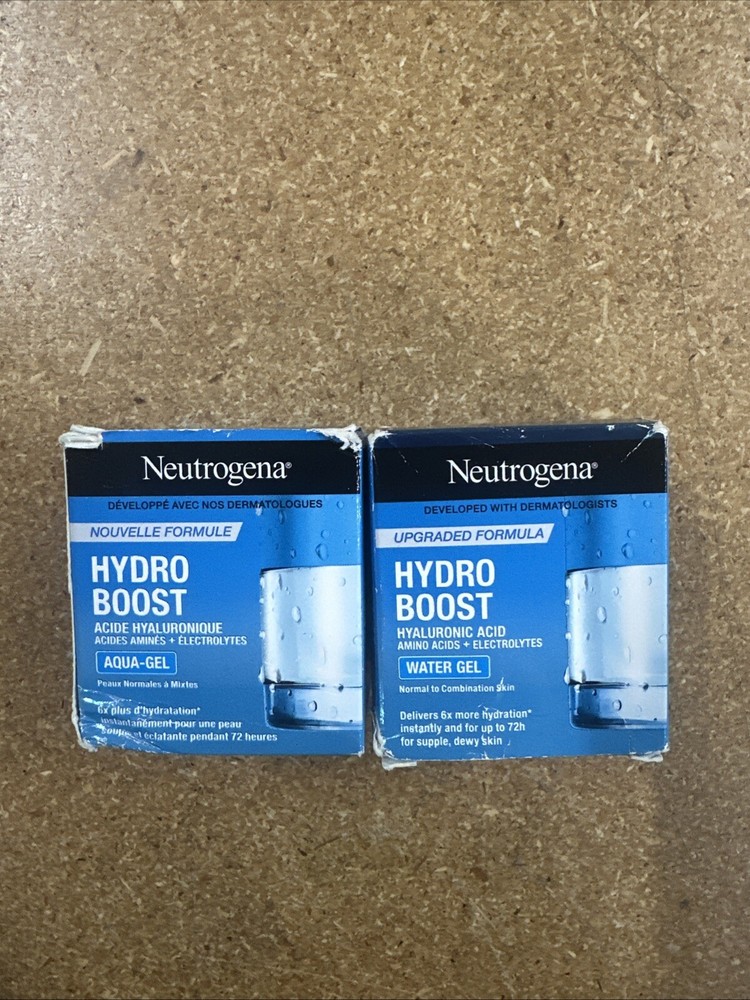 Neutrogena®
DÉVELOPPÉ AVEC NOS DERMATOLOGUES
NOUVELLE FORMULE
HYDRO
BOOST
ACIDE HYALURONIQUE
ACIDES AMINÉS + ÉLECTROLYTES
AQUA-GEL
Peaux Normales à Mixtes
6x plus d'hydratation*
instantanément pour une peau
souple et éclatante pendant 72 heures
Neutrogena®
DEVELOPED WITH DERMATOLOGISTS
UPGRADED FORMULA
HYDRO
BOOST
HYALURONIC ACID
AMINO ACIDS + ELECTROLYTES
WATER GEL
Normal to Combination Skin
Delivers 6x more hydration*
instantly and for up to 72h
for supple, dewy skin